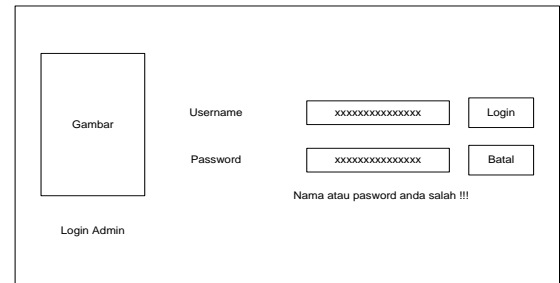 Gambar
Username
xxxxxxxxxxxxxxx
Login
Password
xxxxxxxxxxxxxxx
Batal
Nama atau pasword anda salah !!!
Login Admin